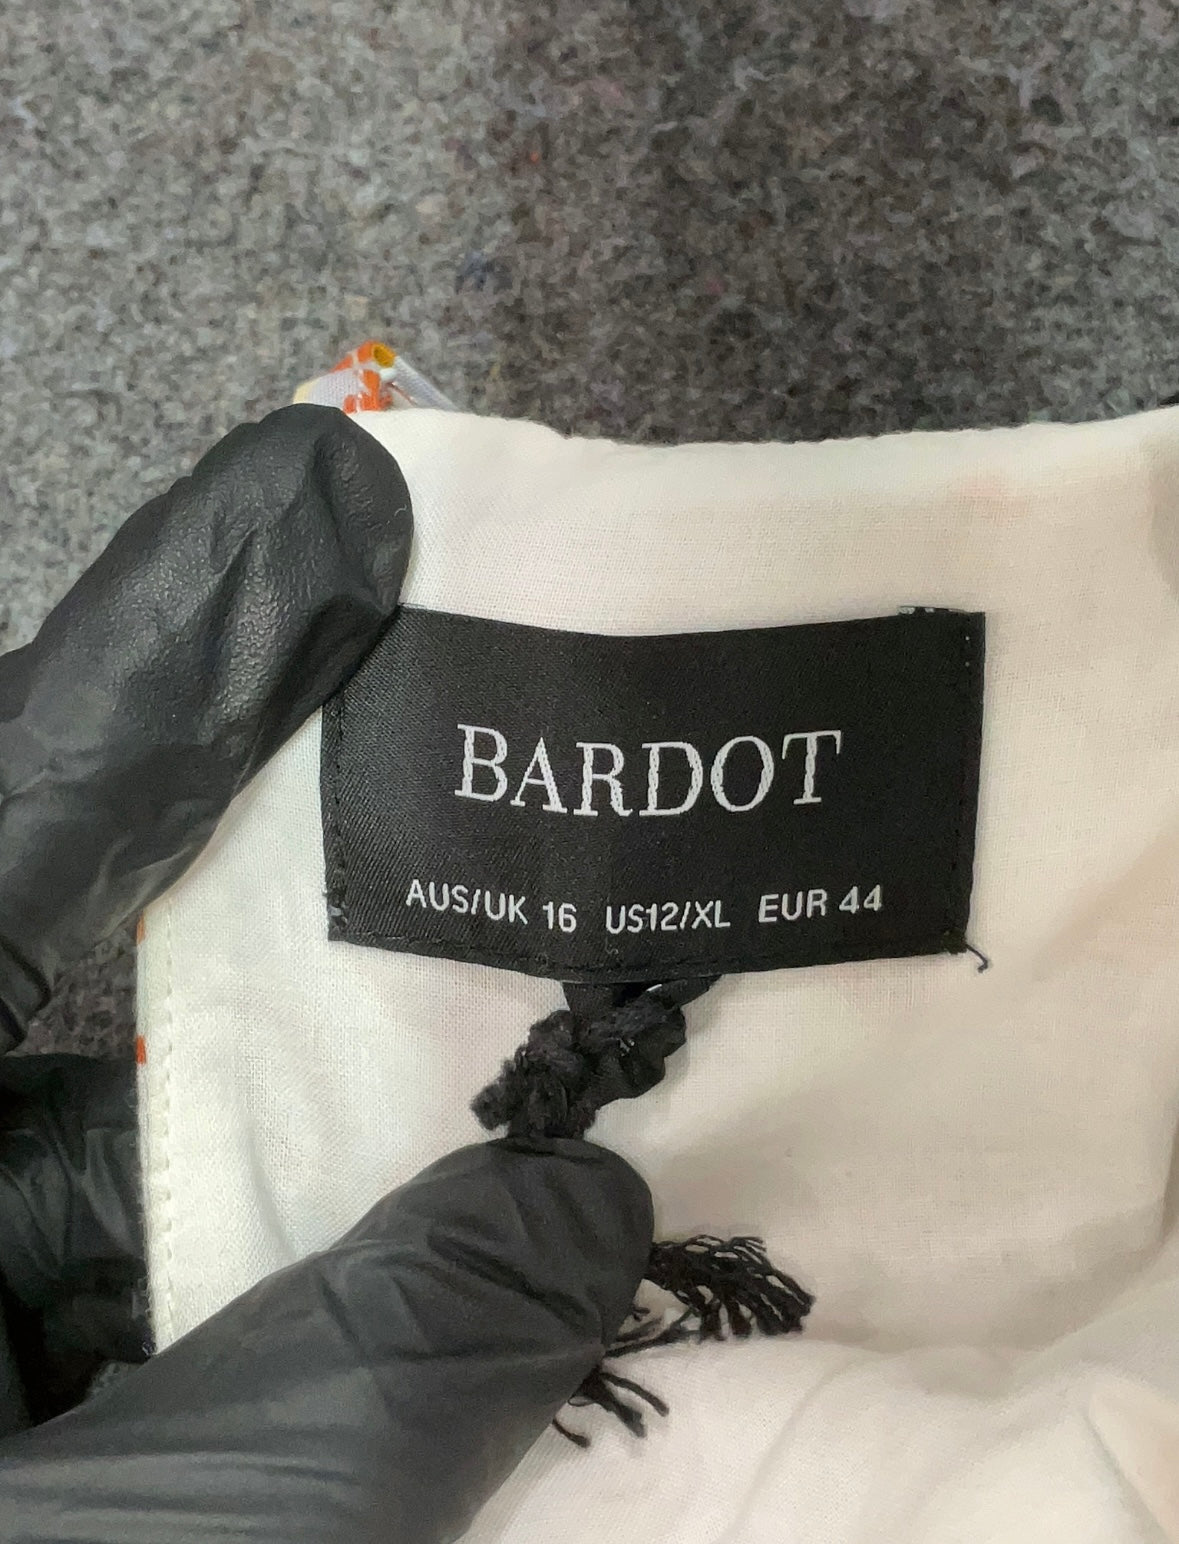 BARDOT
AUS/UK 16 US12/XL EUR 44